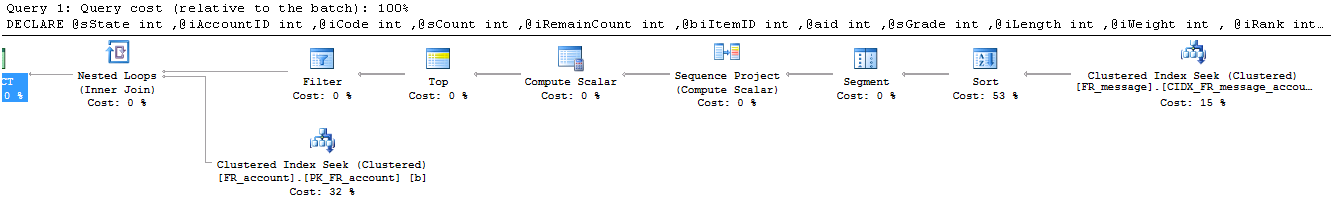 Query 1: Query cost (relative to the batch): 100%
DECLARE @sState int ,@iAccountID int ,@iCode int ,@sCount int ,@iRemainCount int ,@biItemID int ,@aid int ,@sGrade int ,@iLength int ,@iWeight int , @iRank int…
CT
0 %
Nested Loops
(Inner Join)
Cost: 0 %
Filter
Cost: 0 %
Top
Cost: 0 %
Compute Scalar
Cost: 0 %
Sequence Project
(Compute Scalar)
Cost: 0 %
Segment
Cost: 0 %
Sort
Cost: 53 %
Clustered Index Seek (Clustered)
[FR_message].[CIDX_FR_message_accou…
Cost: 15 %
Clustered Index Seek (Clustered)
[FR_account].[PK_FR_account] [b]
Cost: 32 %